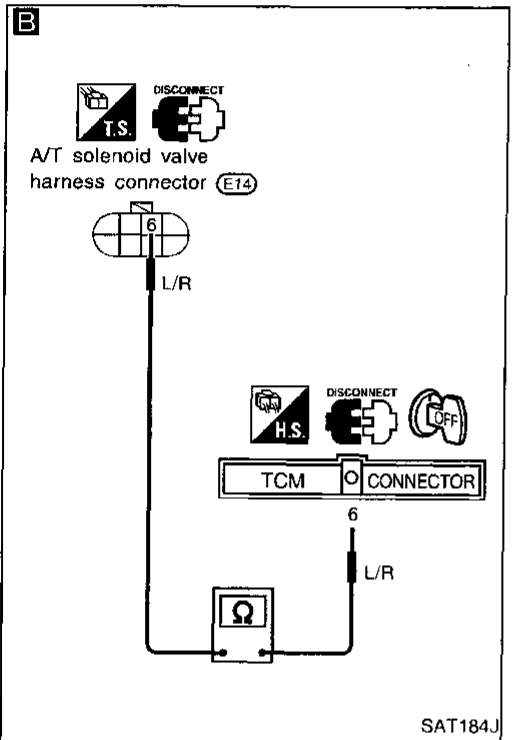 B
DISCONNECT
T.S.
A/T solenoid valve
harness connector E14
6
L/R
DISCONNECT
H.S.
OFF
TCM CONNECTOR
6
L/R
Ω
SAT184J